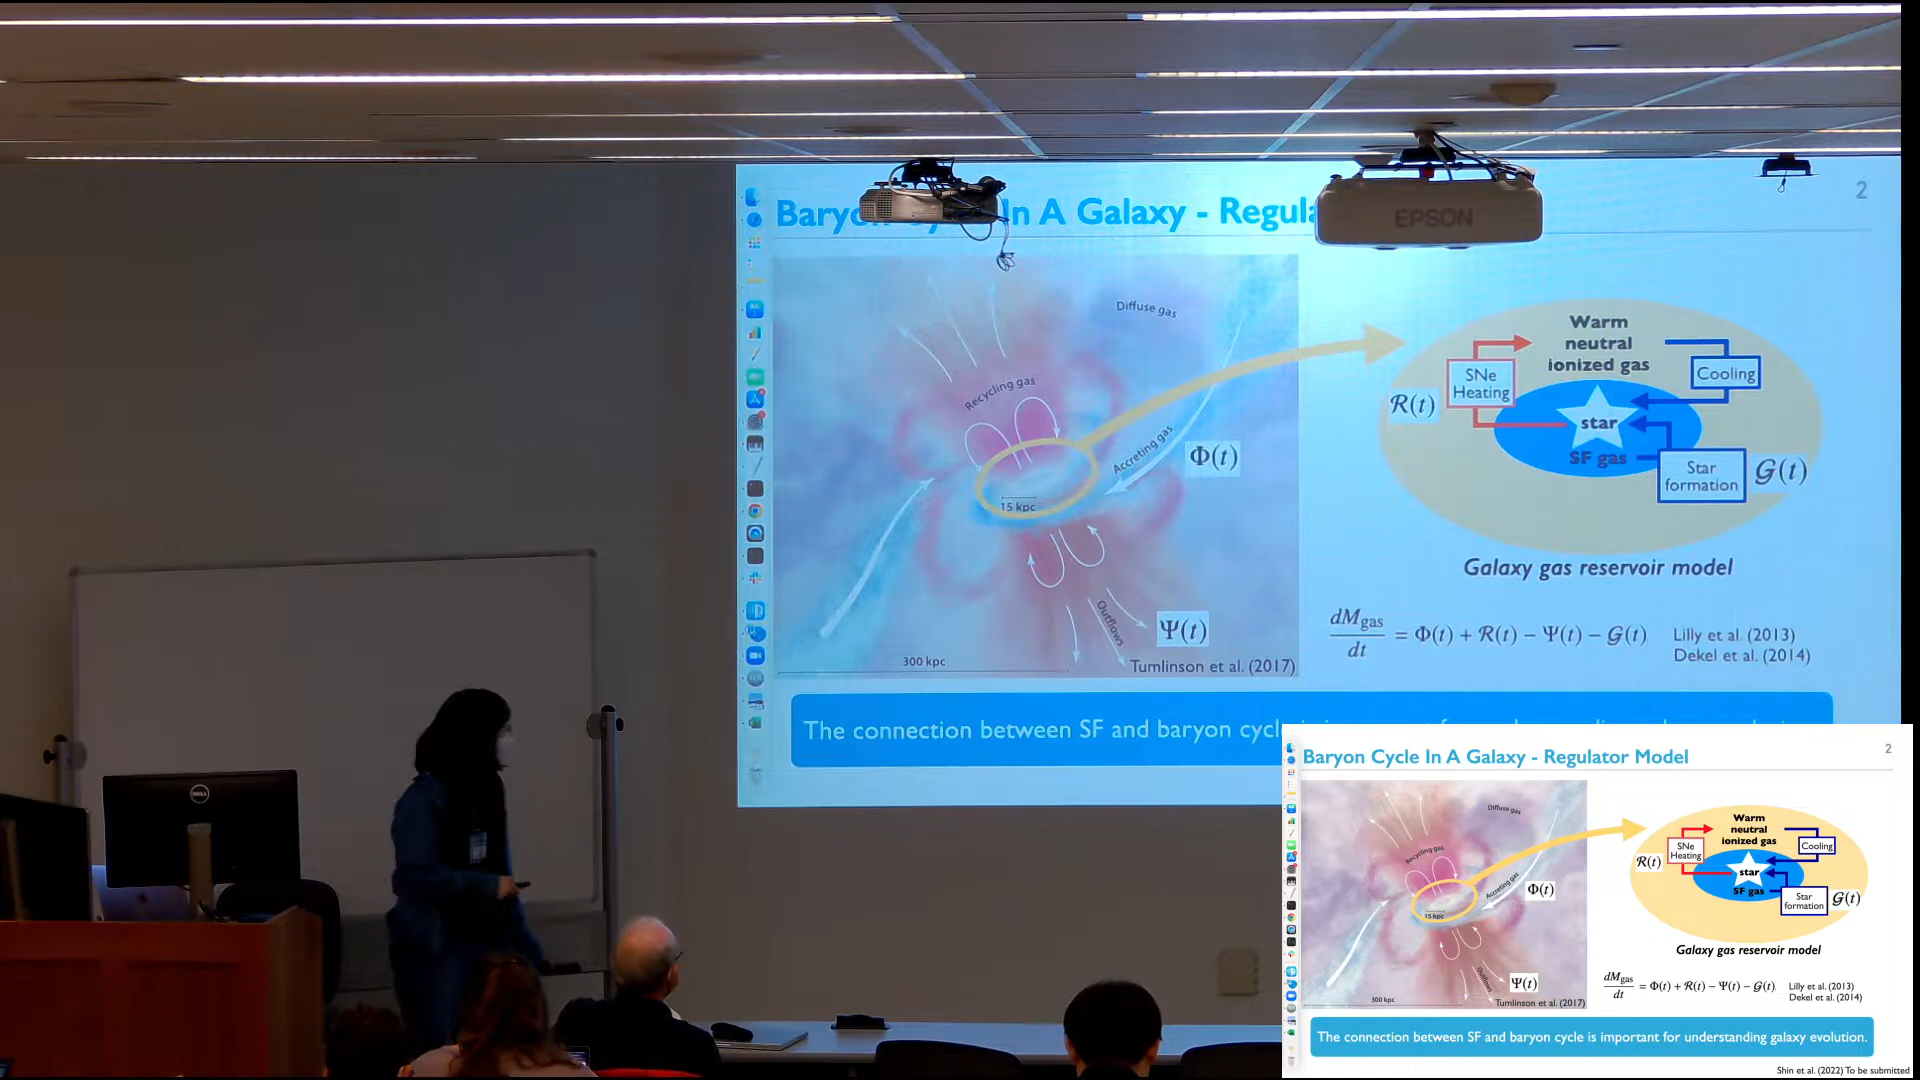 2
Baryo
In A Galaxy - Regula
EPSON
Diffuse gas
Recycling gas
Accreting gas
Φ(t)
15 kpc
Outflows
Ψ(t)
300 kpc
Tumlinson et al. (2017)
Warm
neutral
ionized gas
SNe
Heating
Cooling
R(t)
star
SF gas
Star
formation
G(t)
Galaxy gas reservoir model
dM_gas/dt = Φ(t) + R(t) − Ψ(t) − G(t)
Lilly et al. (2013)
Dekel et al. (2014)
The connection between SF and baryon cycl
DELL
Baryon Cycle In A Galaxy - Regulator Model
2
Diffuse gas
Recycling gas
Accreting gas
Φ(t)
15 kpc
Outflows
Ψ(t)
300 kpc
Tumlinson et al. (2017)
Warm
neutral
ionized gas
SNe
Heating
Cooling
R(t)
star
SF gas
Star
formation
G(t)
Galaxy gas reservoir model
dM_gas/dt = Φ(t) + R(t) − Ψ(t) − G(t)
Lilly et al. (2013)
Dekel et al. (2014)
The connection between SF and baryon cycle is important for understanding galaxy evolution.
Shin et al. (2022) To be submitted